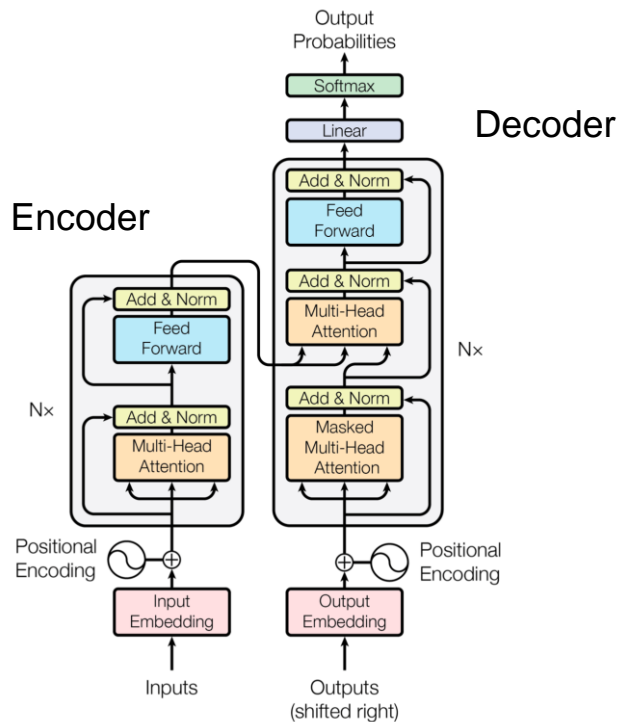 Output
Probabilities
Softmax
Linear
Decoder
Add & Norm
Feed
Forward
Add & Norm
Multi-Head
Attention
N×
Add & Norm
Masked
Multi-Head
Attention
Positional
Encoding
Output
Embedding
Outputs
(shifted right)
Encoder
Add & Norm
Feed
Forward
N×
Add & Norm
Multi-Head
Attention
Positional
Encoding
Input
Embedding
Inputs